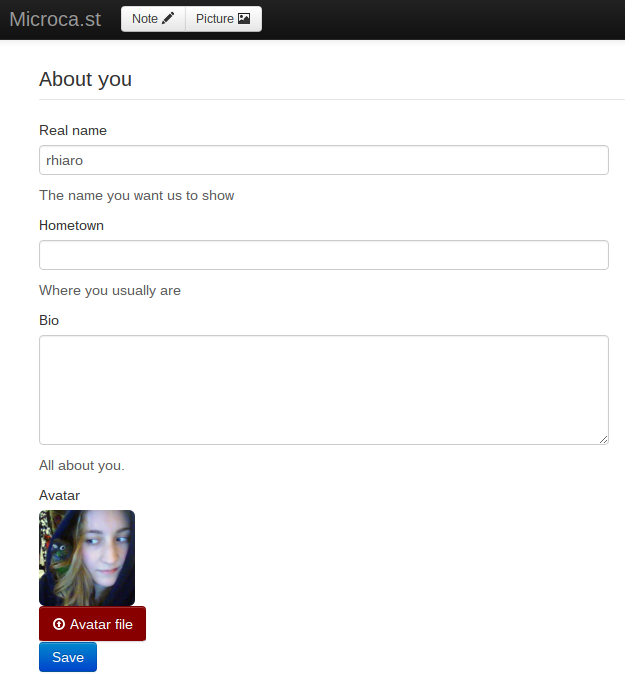 Microca.st Note Picture
About you
Real name
rhiaro
The name you want us to show
Hometown
Where you usually are
Bio
All about you.
Avatar
Avatar file
Save